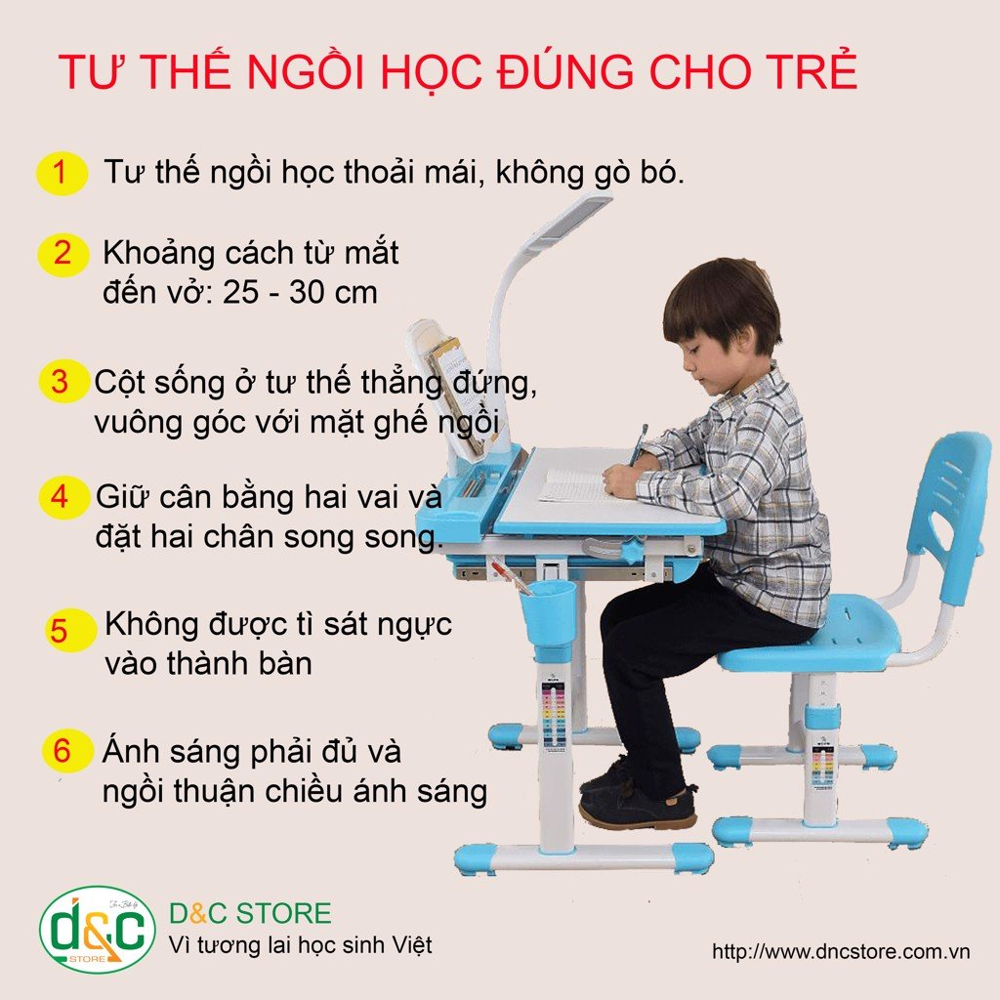 TƯ THẾ NGỒI HỌC ĐÚNG CHO TRẺ
1 Tư thế ngồi học thoải mái, không gò bó.
2 Khoảng cách từ mắt
đến vở: 25 - 30 cm
3 Cột sống ở tư thế thẳng đứng,
vuông góc với mặt ghế ngồi
4 Giữ cân bằng hai vai và
đặt hai chân song song.
5 Không được tì sát ngực
vào thành bàn
6 Ánh sáng phải đủ và
ngồi thuận chiều ánh sáng
d&c
STORE
D&C STORE
Vì tương lai học sinh Việt
http://www.dncstore.com.vn